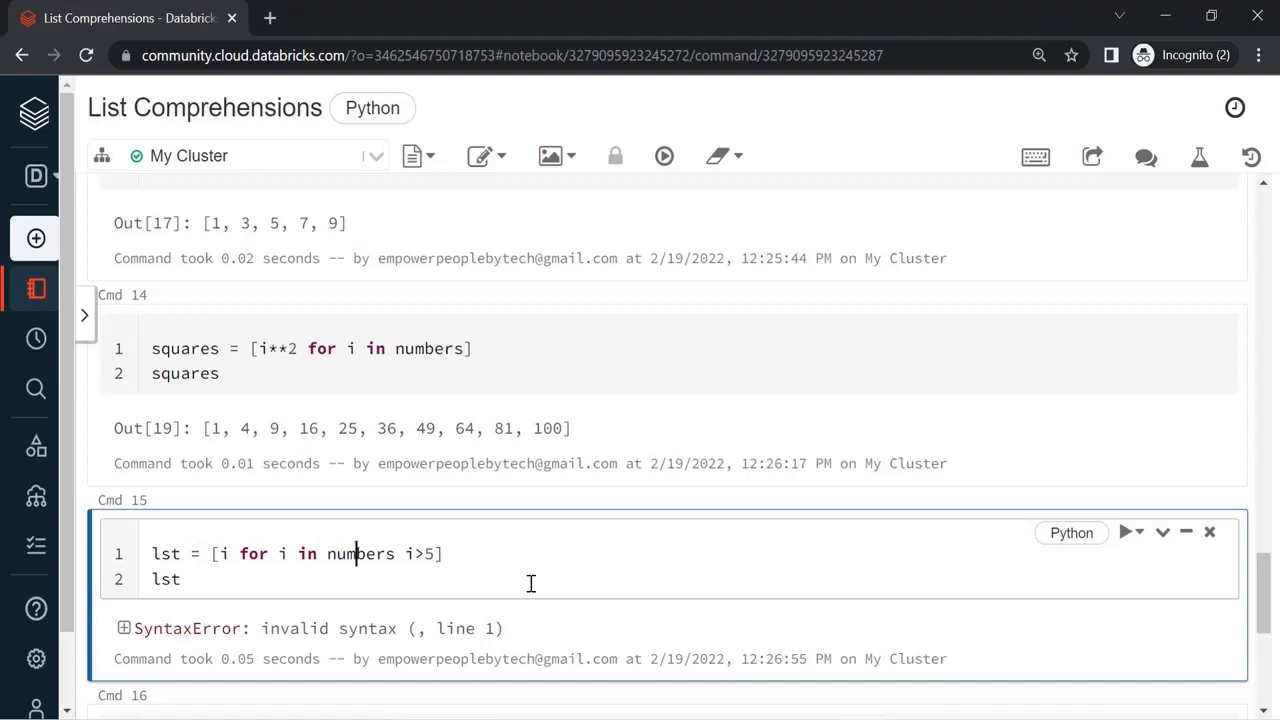 List Comprehensions - Databricks
community.cloud.databricks.com/?o=3462546750718753#notebook/3279095923245272/command/3279095923245287
Incognito (2)
List Comprehensions
Python
D
My Cluster
Out[17]: [1, 3, 5, 7, 9]
Command took 0.02 seconds -- by empowerpeoplebytech@gmail.com at 2/19/2022, 12:25:44 PM on My Cluster
Cmd 14
1 squares = [i**2 for i in numbers]
2 squares
Out[19]: [1, 4, 9, 16, 25, 36, 49, 64, 81, 100]
Command took 0.01 seconds -- by empowerpeoplebytech@gmail.com at 2/19/2022, 12:26:17 PM on My Cluster
Cmd 15
Python
1 lst = [i for i in numbers i>5]
2 lst
SyntaxError: invalid syntax (, line 1)
Command took 0.05 seconds -- by empowerpeoplebytech@gmail.com at 2/19/2022, 12:26:55 PM on My Cluster
Cmd 16